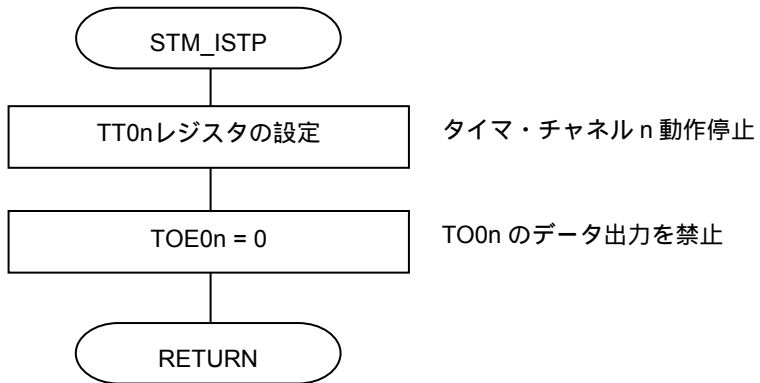 STM_ISTP
TT0nレジスタの設定
タイマ・チャネル n 動作停止
TOE0n = 0
TO0n のデータ出力を禁止
RETURN